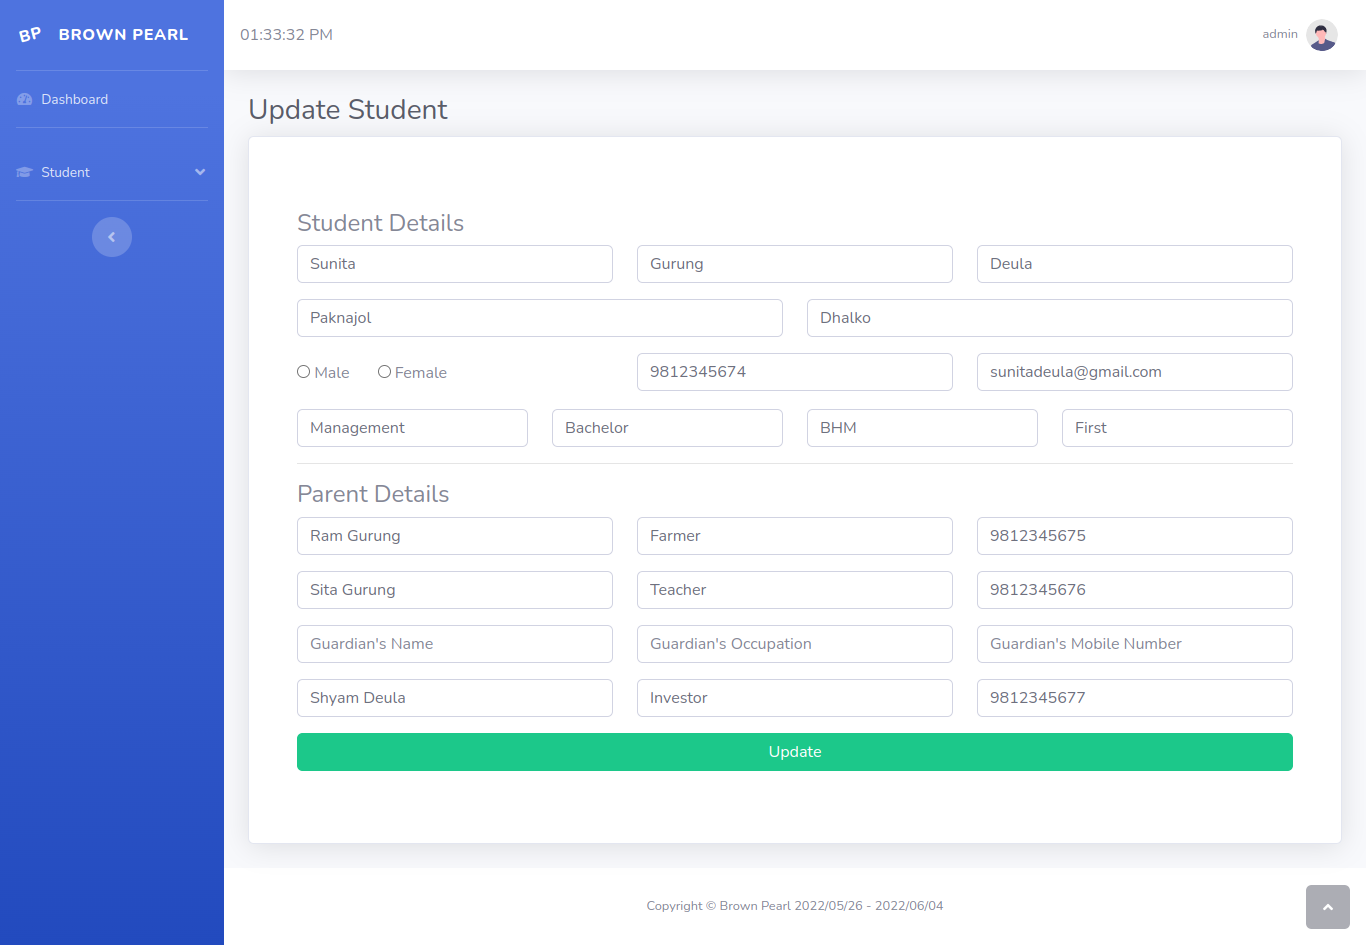 BP BROWN PEARL
01:33:32 PM
admin
Dashboard
Student
Update Student
Student Details
Sunita Gurung Deula
Paknajol Dhalko
Male Female 9812345674 sunitadeula@gmail.com
Management Bachelor BHM First
Parent Details
Ram Gurung Farmer 9812345675
Sita Gurung Teacher 9812345676
Guardian's Name Guardian's Occupation Guardian's Mobile Number
Shyam Deula Investor 9812345677
Update
Copyright © Brown Pearl 2022/05/26 - 2022/06/04